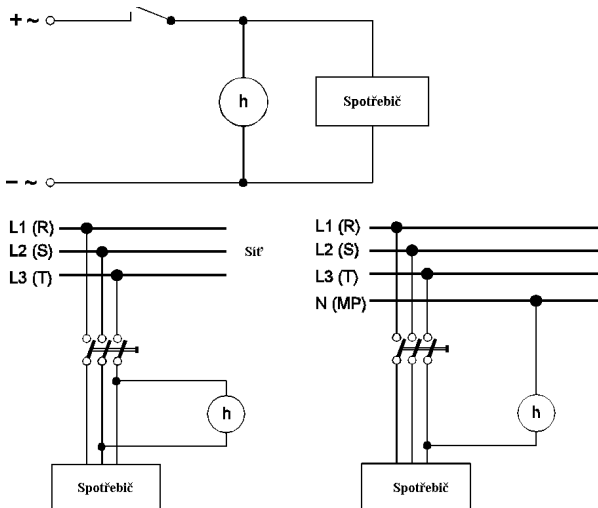 + ~
h
Spotřebič
− ~
L1 (R)
L2 (S)
Síť
L3 (T)
h
Spotřebič
L1 (R)
L2 (S)
L3 (T)
N (MP)
h
Spotřebič